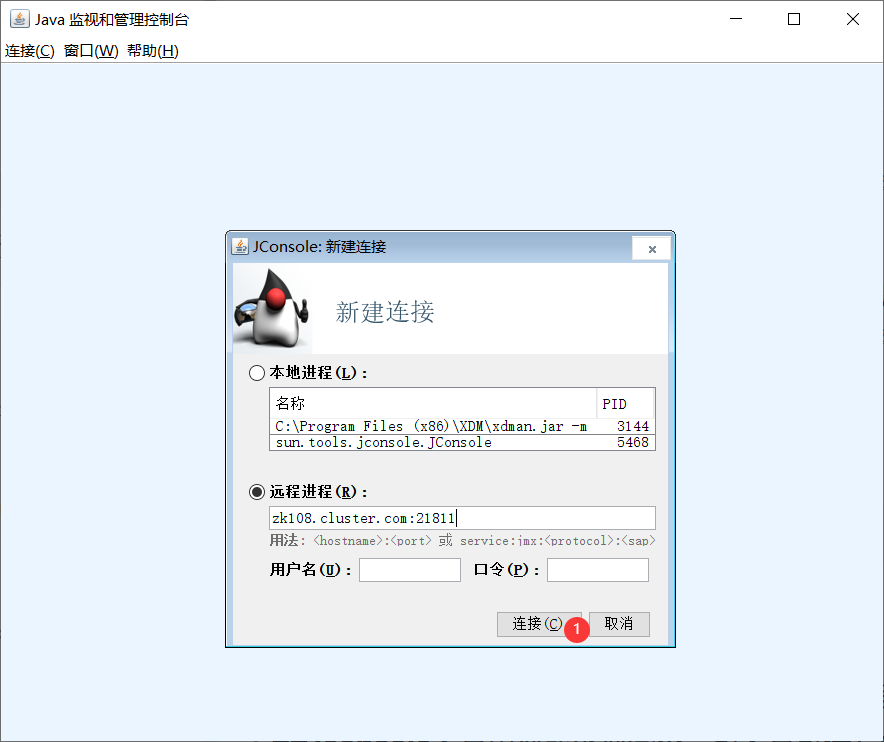 Java 监视和管理控制台
连接(C) 窗口(W) 帮助(H)
JConsole: 新建连接
新建连接
本地进程(L):
名称 PID
C:\Program Files (x86)\XDM\xdman.jar -m 3144
sun.tools.jconsole.JConsole 5468
远程进程(R):
zk108.cluster.com:21811
用法: <hostname>:<port> 或 service:jmx:<protocol>:<sap>
用户名(U): 口令(P):
连接(C) 1 取消